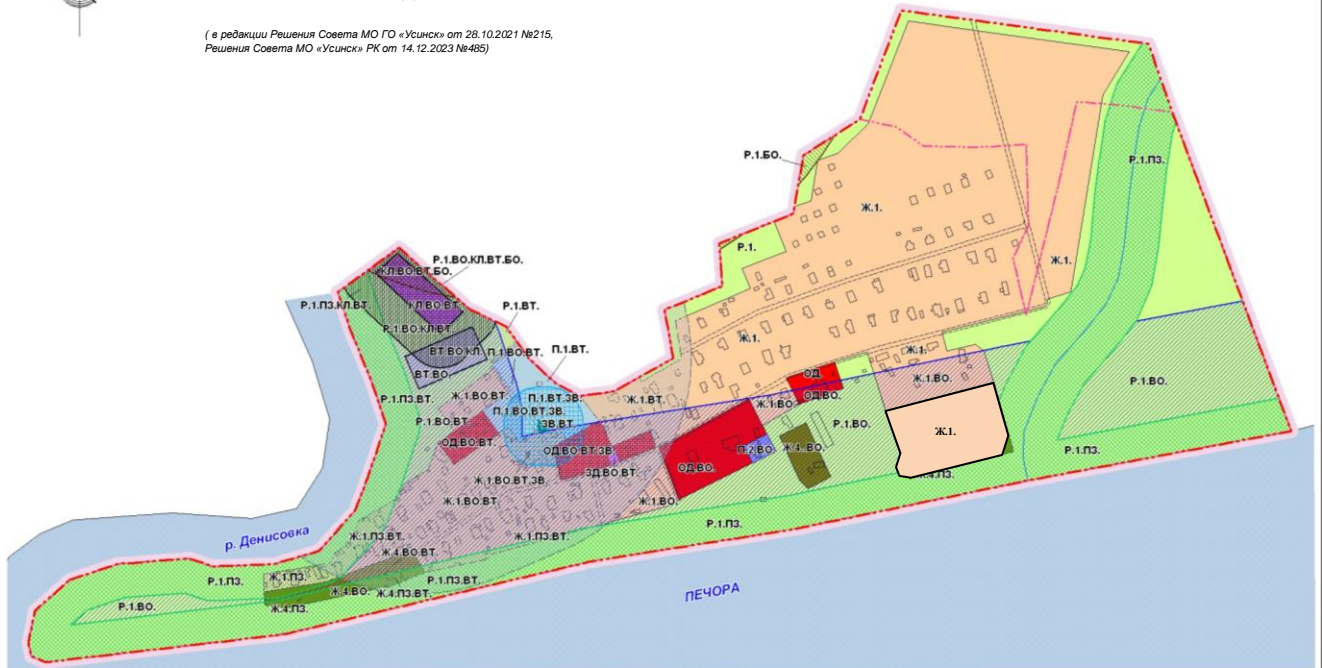 ( в редакции Решения Совета МО ГО «Усинск» от 28.10.2021 №215,
Решения Совета МО «Усинск» РК от 14.12.2023 №485)
Р.1.БО.
Р.1.ПЗ.
Ж.1.
Р.1.
Ж.1.
Р.1.ВО.КЛ.ВТ.БО.
КЛ.ВО.ВТ.БО.
Р.1.ПЗ.КЛ.ВТ.
КЛ.ВО.ВТ.
Р.1.ВТ.
Р.1.ВО.КЛ.ВТ.
Ж.1.
ВТ.ВО.КЛ.
П.1.ВО.ВТ.
П.1.ВТ.
Ж.1.
ВТ.ВО.
ОД.
Ж.1.ВО.
Р.1.ВО.
Р.1.ПЗ.ВТ.
Ж.1.ВО.ВТ.
П.1.ВТ.ЗВ.
Ж.1.ВТ.
Ж.1.ВО.
ОД.ВО.
П.1.ВО.ВТ.ЗВ.
Р.1.ВО.ВТ.
ЗВ.ВТ.
Р.1.ВО.
Ж.1.
ОД.ВО.ВТ.
ОД.ВО.ВТ.ЗВ.
П.2.ВО.
Ж.4.ВО.
Р.1.ПЗ.
ЗД.ВО.ВТ.
ОД.ВО.
Ж.1.ВО.ВТ.ЗВ.
Ж.4.ПЗ.
Ж.1.ВО.ВТ.
Ж.1.ВО.
Р.1.ПЗ.
р. Денисовка
Ж.1.ПЗ.ВТ.
Ж.1.ПЗ.ВТ.
Ж.4.ВО.ВТ.
Р.1.ПЗ.
Ж.1.ПЗ.
Р.1.ПЗ.ВТ.
Ж.4.ВО.
Ж.4.ПЗ.ВТ.
ПЕЧОРА
Р.1.ВО.
Ж.4.ПЗ.